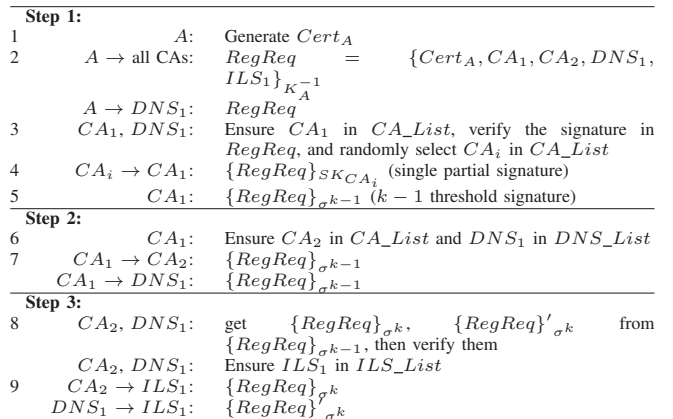 Step 1:
1 A: Generate Cert_A
2 A → all CAs: RegReq = {Cert_A, CA_1, CA_2, DNS_1,
ILS_1}_{K_A^{-1}}
A → DNS_1: RegReq
3 CA_1, DNS_1: Ensure CA_1 in CA_List, verify the signature in
RegReq, and randomly select CA_i in CA_List
4 CA_i → CA_1: {RegReq}_{SK_{CA_i}} (single partial signature)
5 CA_1: {RegReq}_{σ^{k−1}} (k − 1 threshold signature)
Step 2:
6 CA_1: Ensure CA_2 in CA_List and DNS_1 in DNS_List
7 CA_1 → CA_2: {RegReq}_{σ^{k−1}}
CA_1 → DNS_1: {RegReq}_{σ^{k−1}}
Step 3:
8 CA_2, DNS_1: get {RegReq}_{σ^k}, {RegReq}'_{σ^k} from
{RegReq}_{σ^{k−1}}, then verify them
CA_2, DNS_1: Ensure ILS_1 in ILS_List
9 CA_2 → ILS_1: {RegReq}_{σ^k}
DNS_1 → ILS_1: {RegReq}'_{σ^k}